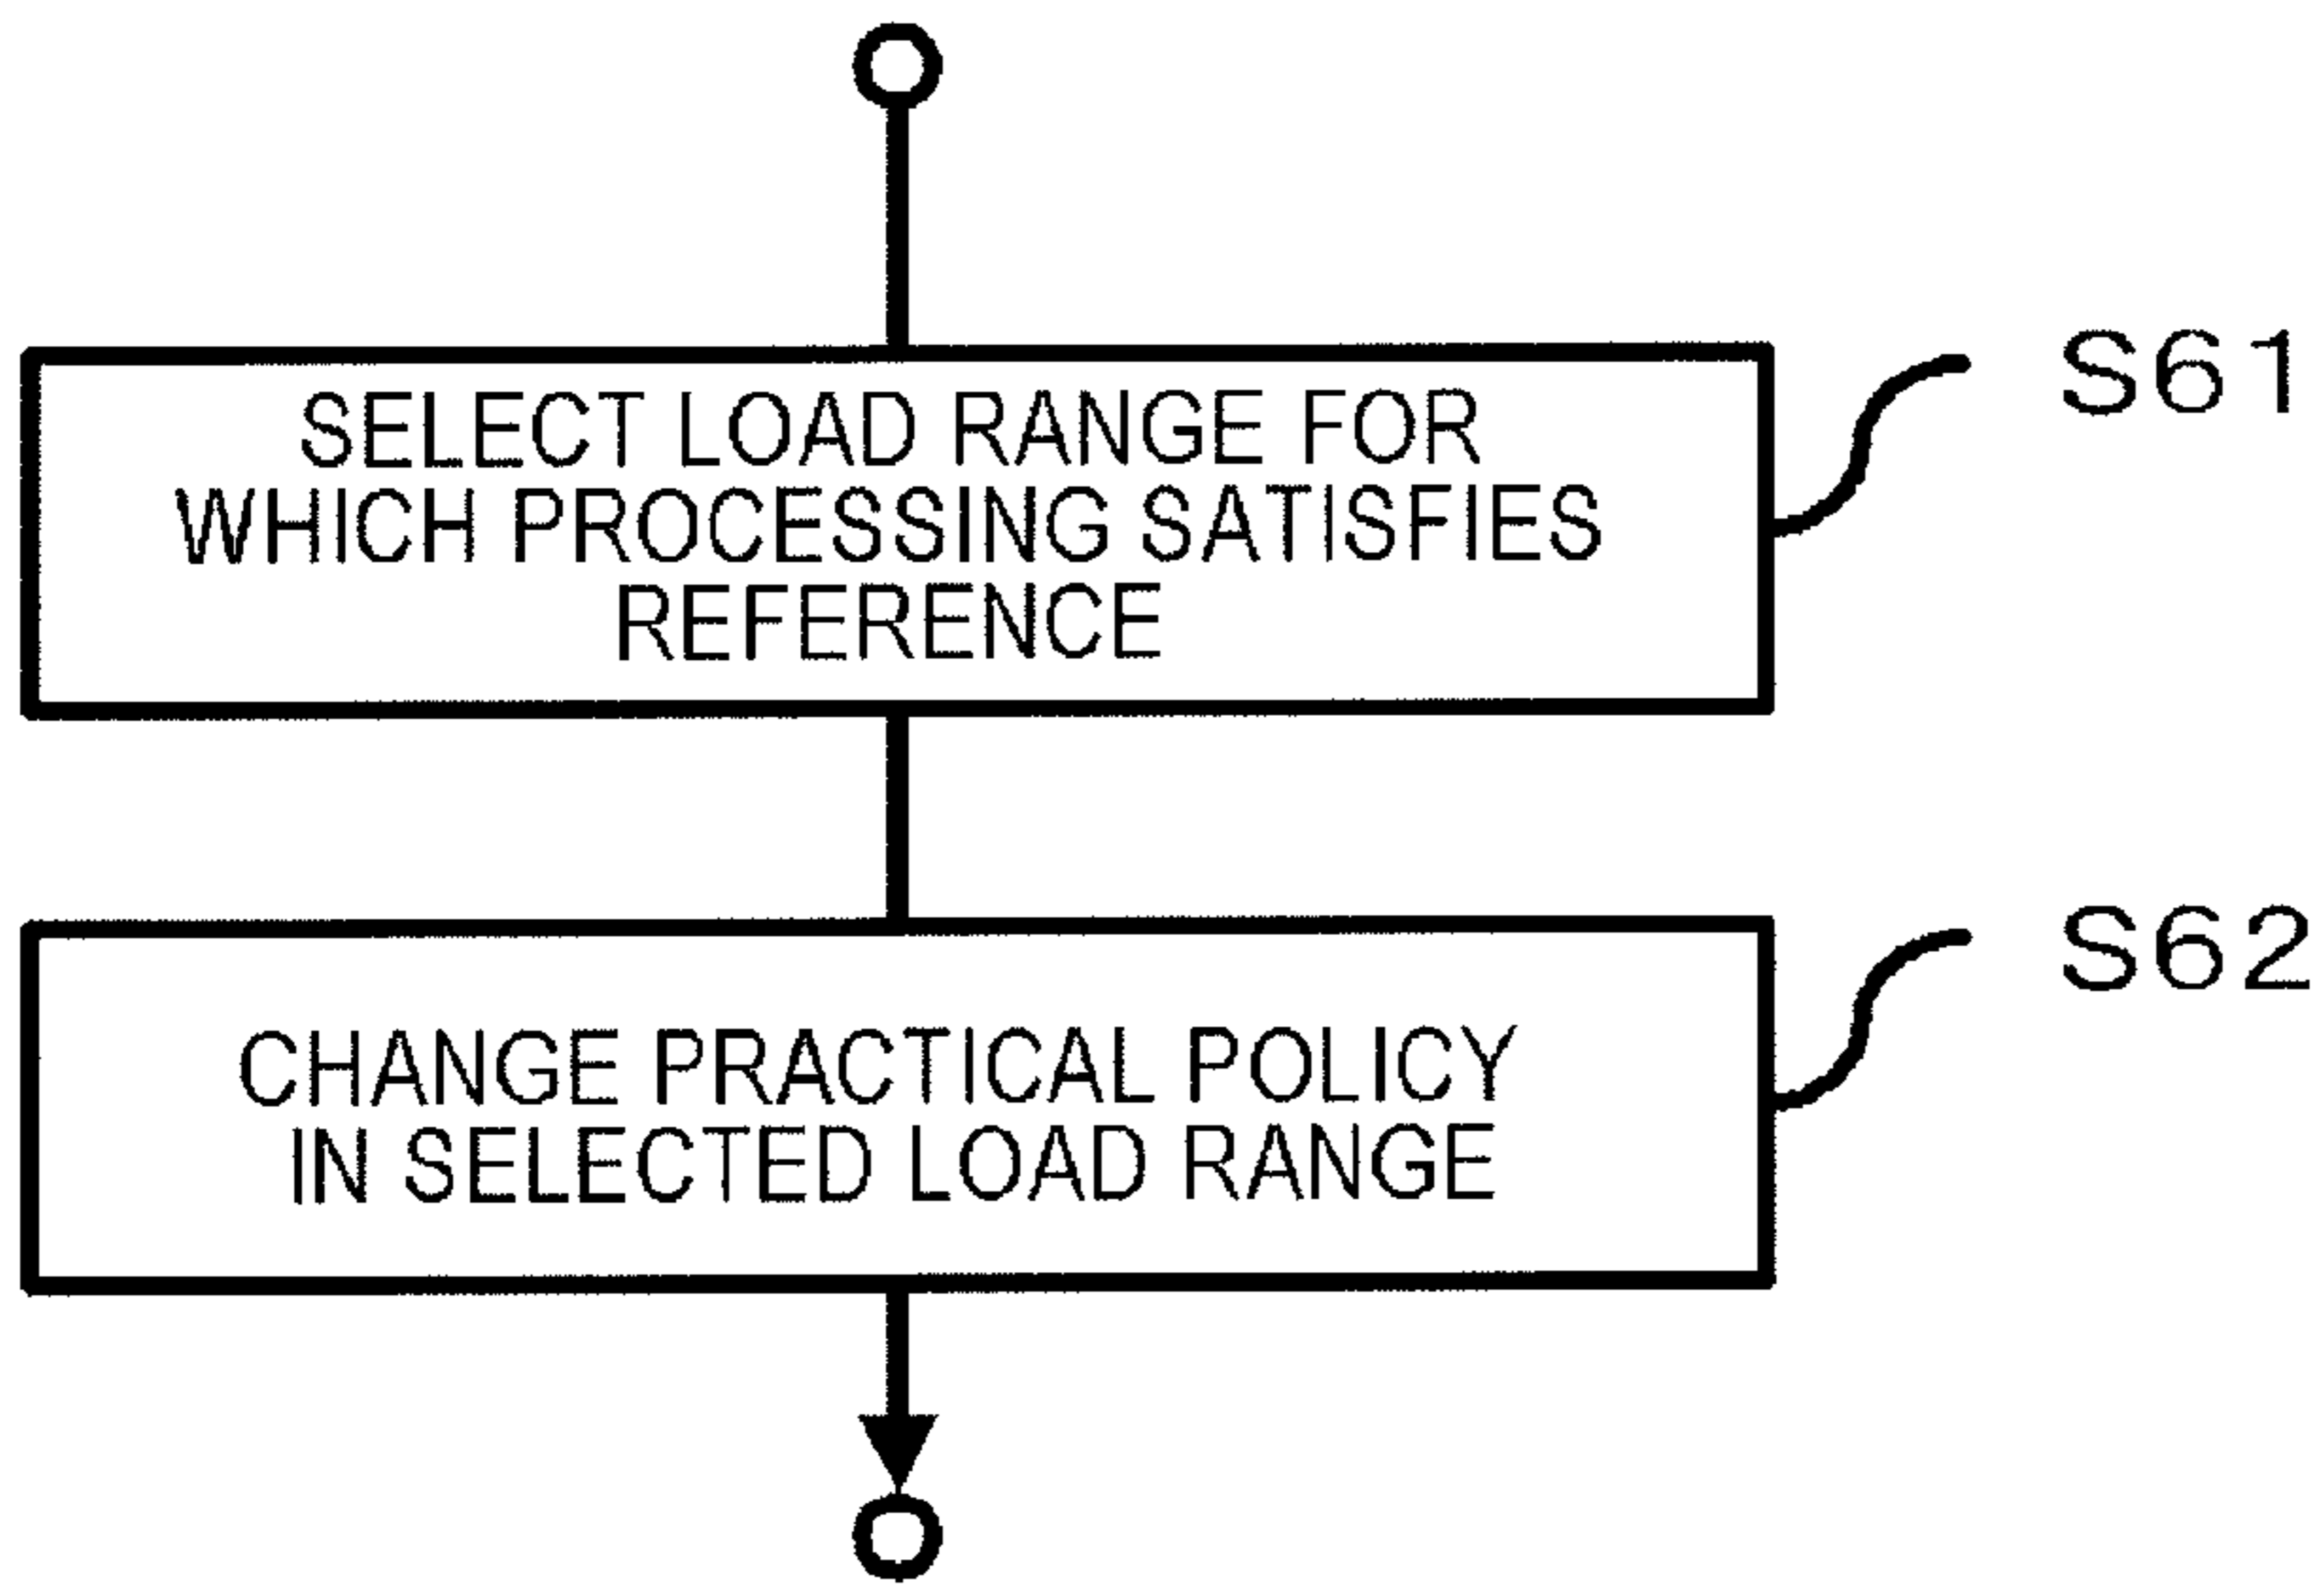 SELECT LOAD RANGE FOR
WHICH PROCESSING SATISFIES
REFERENCE
S61
CHANGE PRACTICAL POLICY
IN SELECTED LOAD RANGE
S62